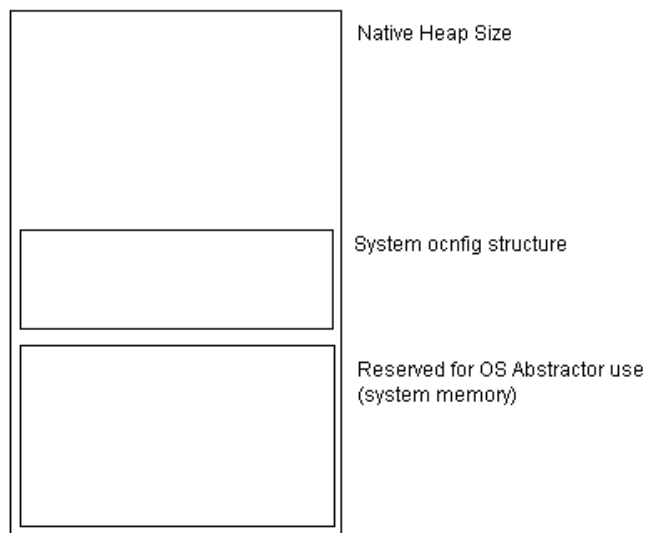 Native Heap Size
System ocnfig structure
Reserved for OS Abstractor use
(system memory)